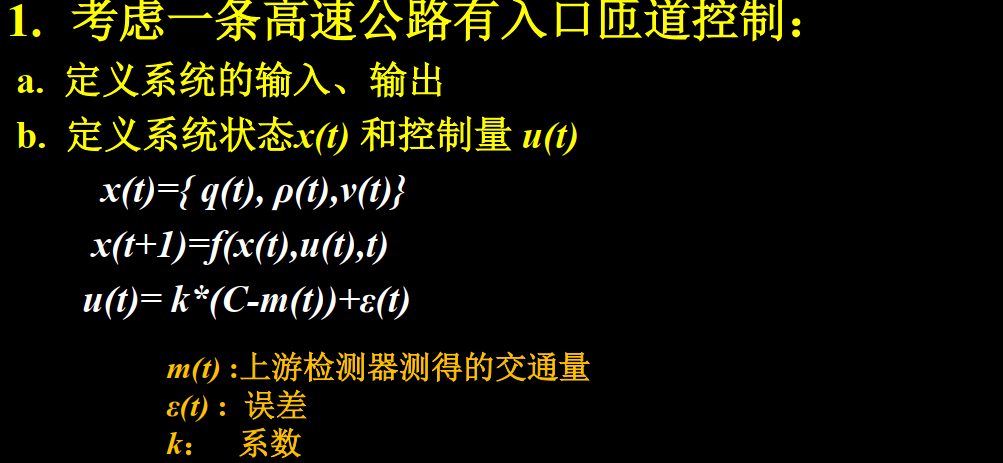 1. 考虑一条高速公路有入口匝道控制：
a. 定义系统的输入、输出
b. 定义系统状态x(t) 和控制量 u(t)
x(t)={ q(t), ρ(t),v(t)}
x(t+1)=f(x(t),u(t),t)
u(t)= k*(C-m(t))+ε(t)
m(t) :上游检测器测得的交通量
ε(t) : 误差
k： 系数